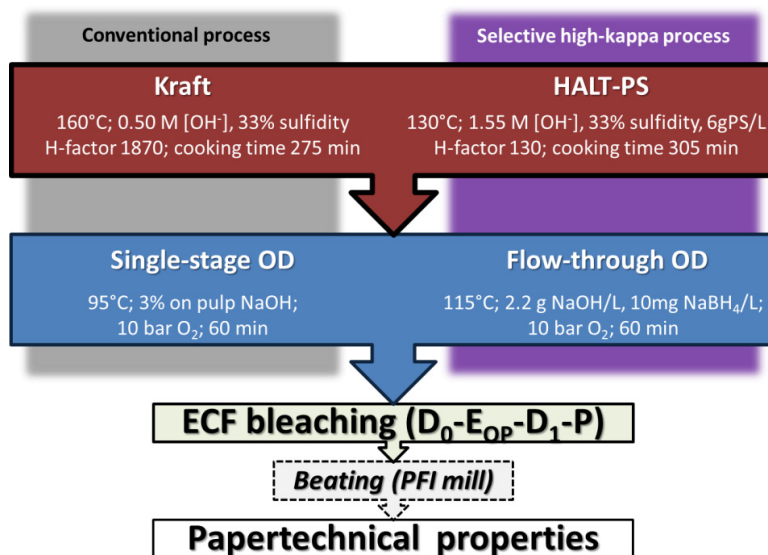 Conventional process
Selective high-kappa process
Kraft
160°C; 0.50 M [OH⁻], 33% sulfidity
H-factor 1870; cooking time 275 min
HALT-PS
130°C; 1.55 M [OH⁻], 33% sulfidity, 6gPS/L
H-factor 130; cooking time 305 min
Single-stage OD
95°C; 3% on pulp NaOH;
10 bar O₂; 60 min
Flow-through OD
115°C; 2.2 g NaOH/L, 10mg NaBH₄/L;
10 bar O₂; 60 min
ECF bleaching (D₀-E_OP-D₁-P)
Beating (PFI mill)
Papertechnical properties